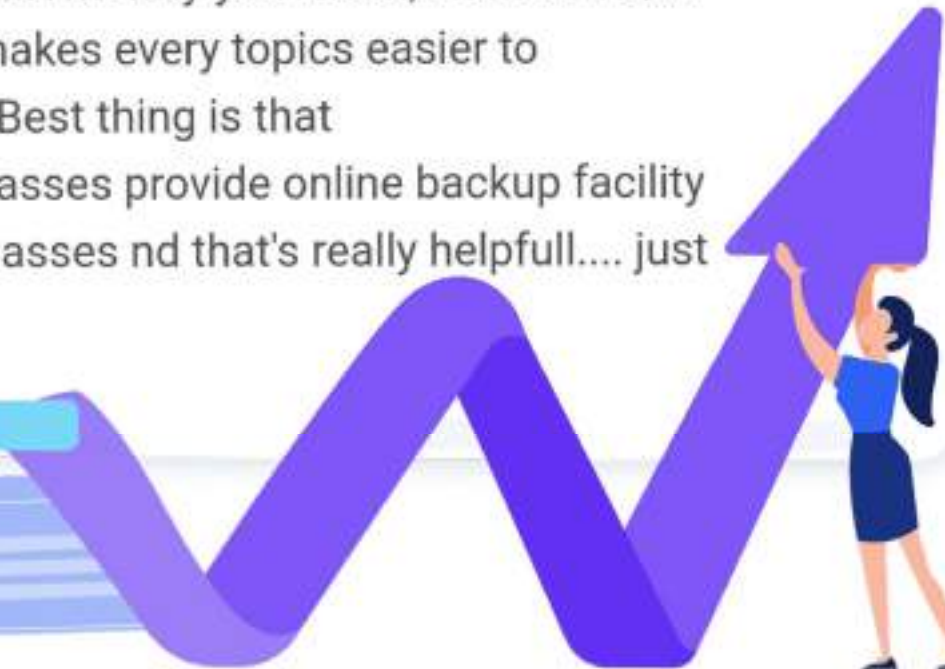 makes every topics easier to
Best thing is that
asses provide online backup facility
asses nd that's really helpfull.... just